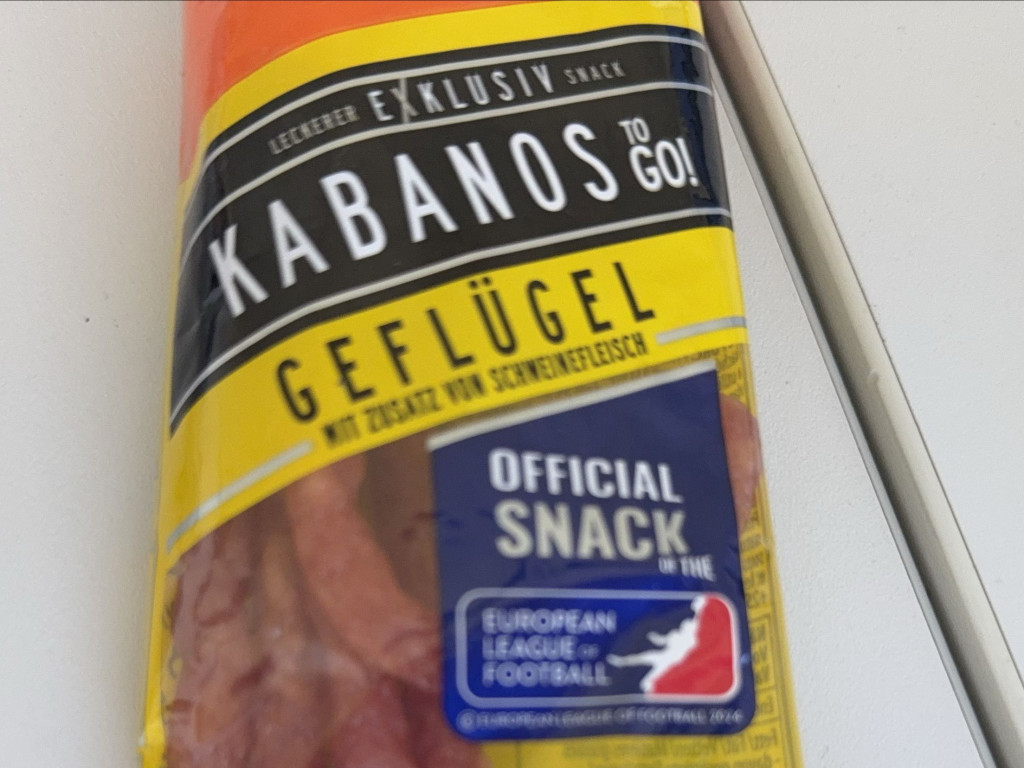 LECKERER EXKLUSIV SNACK
KABANOS TO GO!
GEFLÜGEL
MIT ZUSATZ VON SCHWEINEFLEISCH
OFFICIAL
SNACK
OF THE
EUROPEAN
LEAGUE OF
FOOTBALL
© EUROPEAN LEAGUE OF FOOTBALL 2024